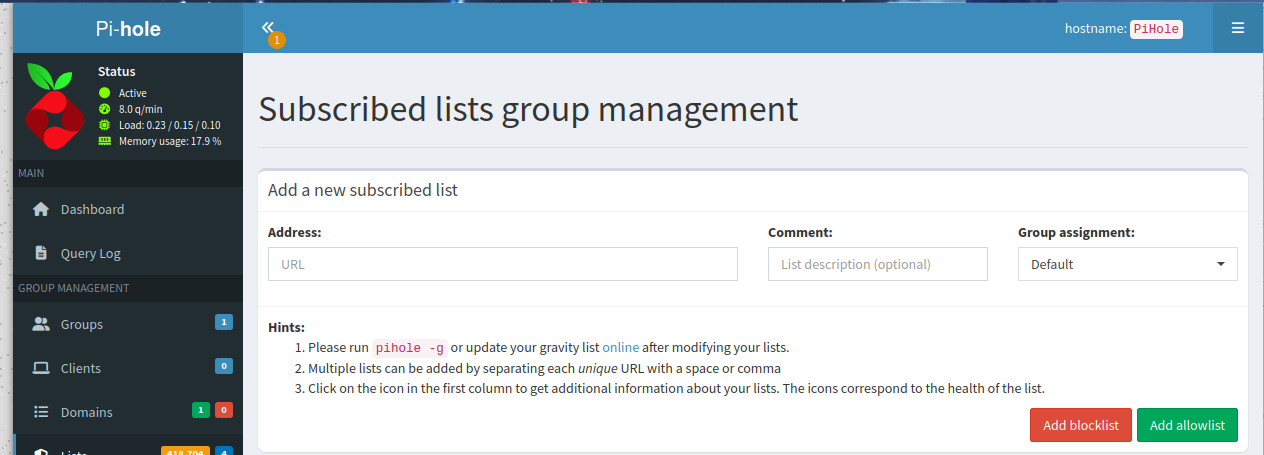 Pi-hole
1
hostname: PiHole
Status
Active
8.0 q/min
Load: 0.23 / 0.15 / 0.10
Memory usage: 17.9 %
MAIN
Dashboard
Query Log
GROUP MANAGEMENT
Groups 1
Clients 0
Domains 1 0
Lists 418,704 4
Subscribed lists group management
Add a new subscribed list
Address: Comment: Group assignment:
URL List description (optional) Default
Hints:
1. Please run pihole -g or update your gravity list online after modifying your lists.
2. Multiple lists can be added by separating each unique URL with a space or comma
3. Click on the icon in the first column to get additional information about your lists. The icons correspond to the health of the list.
Add blocklist Add allowlist